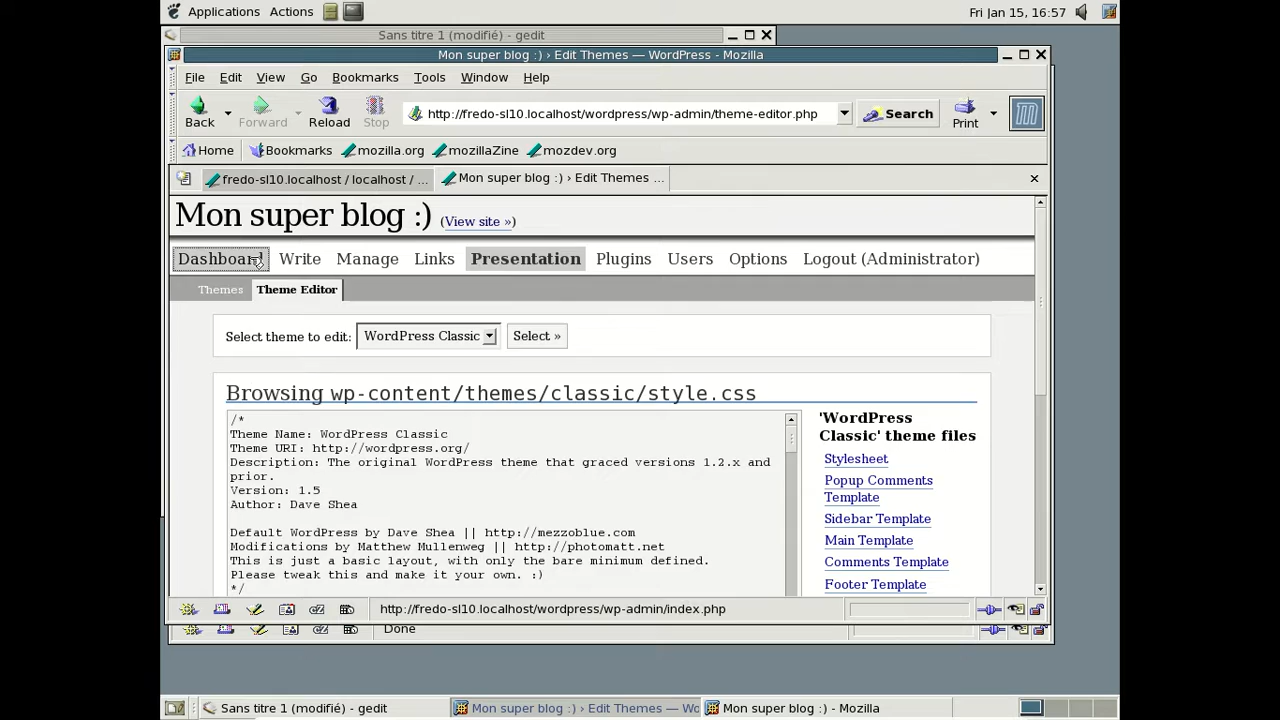 Applications Actions Fri Jan 15, 16:57
Sans titre 1 (modifié) - gedit
Mon super blog :) › Edit Themes — WordPress - Mozilla
File Edit View Go Bookmarks Tools Window Help
Back Forward Reload Stop http://fredo-sl10.localhost/wordpress/wp-admin/theme-editor.php Search Print
Home Bookmarks mozilla.org mozillaZine mozdev.org
fredo-sl10.localhost / localhost / ... Mon super blog :) › Edit Themes ...
Mon super blog :) (View site »)
Dashboard Write Manage Links Presentation Plugins Users Options Logout (Administrator)
Themes Theme Editor
Select theme to edit: WordPress Classic Select »
Browsing wp-content/themes/classic/style.css
/*
Theme Name: WordPress Classic
Theme URI: http://wordpress.org/
Description: The original WordPress theme that graced versions 1.2.x and
prior.
Version: 1.5
Author: Dave Shea
Default WordPress by Dave Shea || http://mezzoblue.com
Modifications by Matthew Mullenweg || http://photomatt.net
This is just a basic layout, with only the bare minimum defined.
Please tweak this and make it your own. :)
*/
'WordPress
Classic' theme files
Stylesheet
Popup Comments
Template
Sidebar Template
Main Template
Comments Template
Footer Template
http://fredo-sl10.localhost/wordpress/wp-admin/index.php
Done
Sans titre 1 (modifié) - gedit Mon super blog :) › Edit Themes — Wo Mon super blog :) - Mozilla